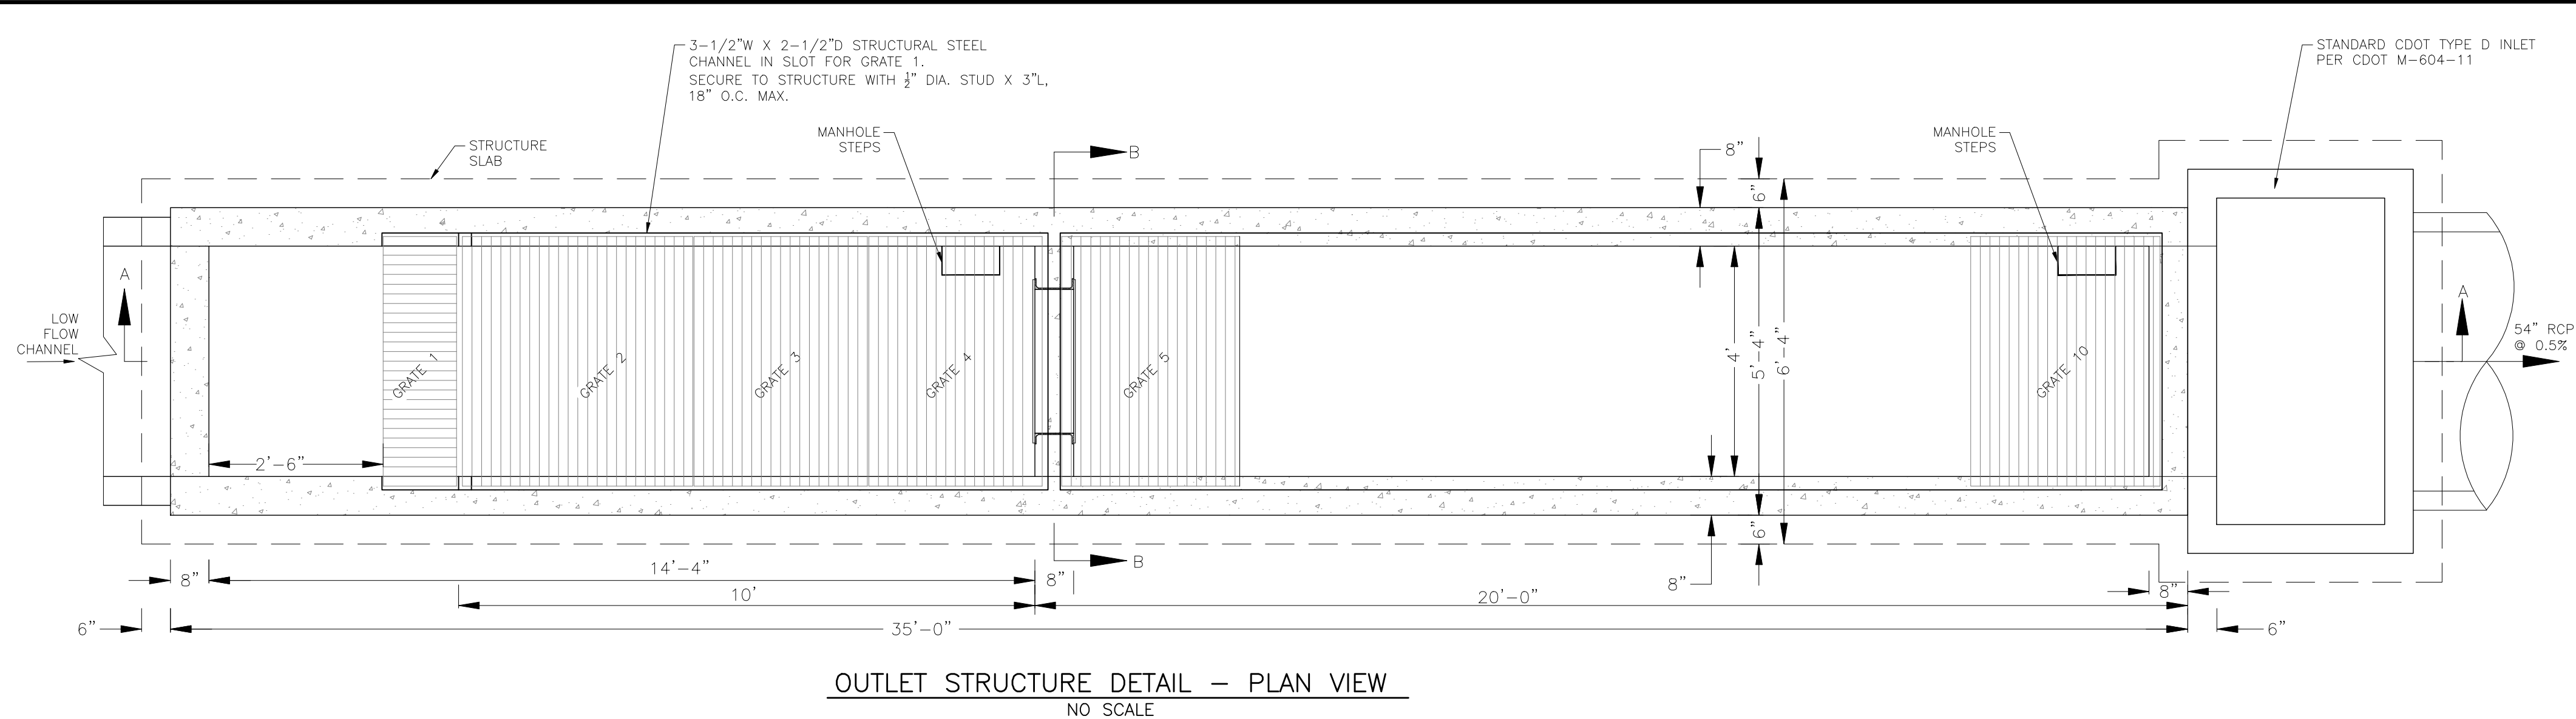 3-1/2"W X 2-1/2"D STRUCTURAL STEEL
CHANNEL IN SLOT FOR GRATE 1.
SECURE TO STRUCTURE WITH ½" DIA. STUD X 3"L,
18" O.C. MAX.
STANDARD CDOT TYPE D INLET
PER CDOT M-604-11
STRUCTURE
SLAB
MANHOLE
STEPS
B
8"
MANHOLE
STEPS
6"
A
LOW
FLOW
CHANNEL
GRATE 1
GRATE 2
GRATE 3
GRATE 4
GRATE 5
4'
5'-4"
6'-4"
GRATE 10
A
54" RCP
@ 0.5%
2'-6"
6"
B
8"
8"
14'-4"
8"
10'
20'-0"
8"
6"
35'-0"
6"
OUTLET STRUCTURE DETAIL - PLAN VIEW
NO SCALE